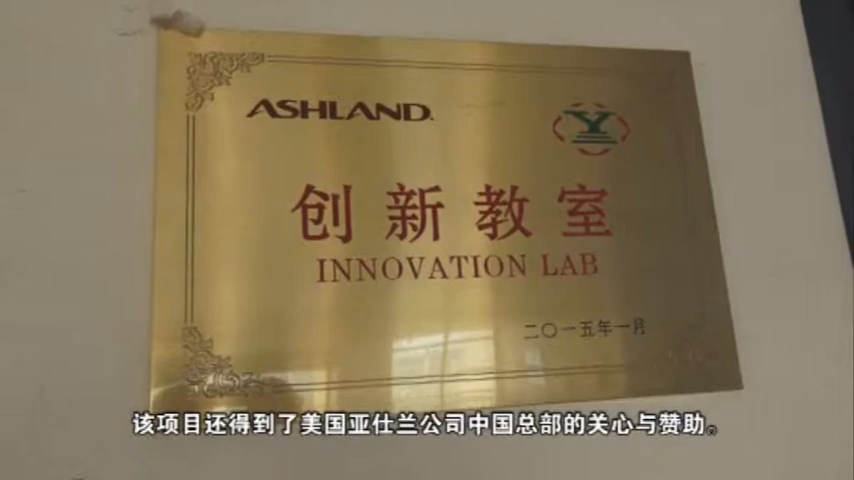 ASHLAND.
创新教室
INNOVATION LAB
二〇一五年一月
该项目还得到了美国亚仕兰公司中国总部的关心与赞助。